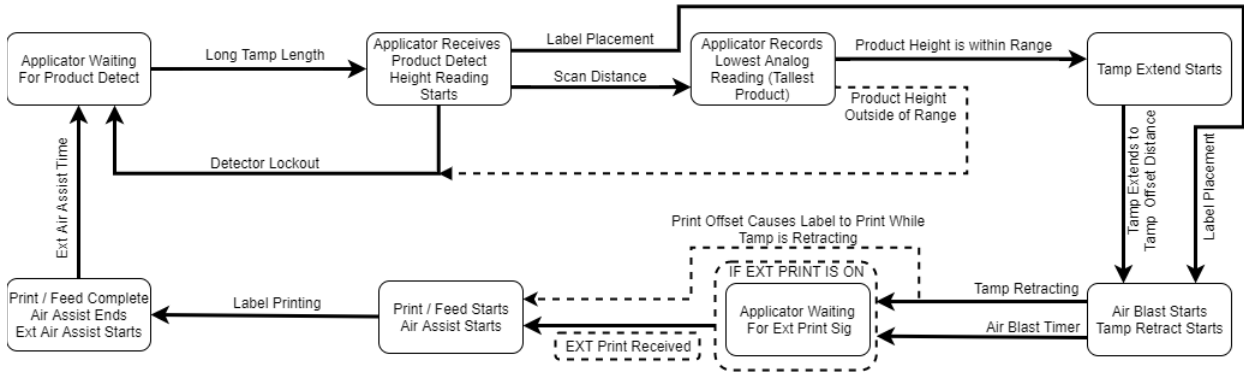 Applicator Waiting
For Product Detect
Long Tamp Length
Applicator Receives
Product Detect
Height Reading
Starts
Label Placement
Scan Distance
Applicator Records
Lowest Analog
Reading (Tallest
Product)
Product Height is within Range
Tamp Extend Starts
Product Height
Outside of Range
Detector Lockout
Ext Air Assist Time
Tamp Extends to
Tamp Offset Distance
Label Placement
Print Offset Causes Label to Print While
Tamp is Retracting
IF EXT PRINT IS ON
Print / Feed Complete
Air Assist Ends
Ext Air Assist Starts
Label Printing
Print / Feed Starts
Air Assist Starts
EXT Print Received
Applicator Waiting
For Ext Print Sig
Tamp Retracting
Air Blast Timer
Air Blast Starts
Tamp Retract Starts